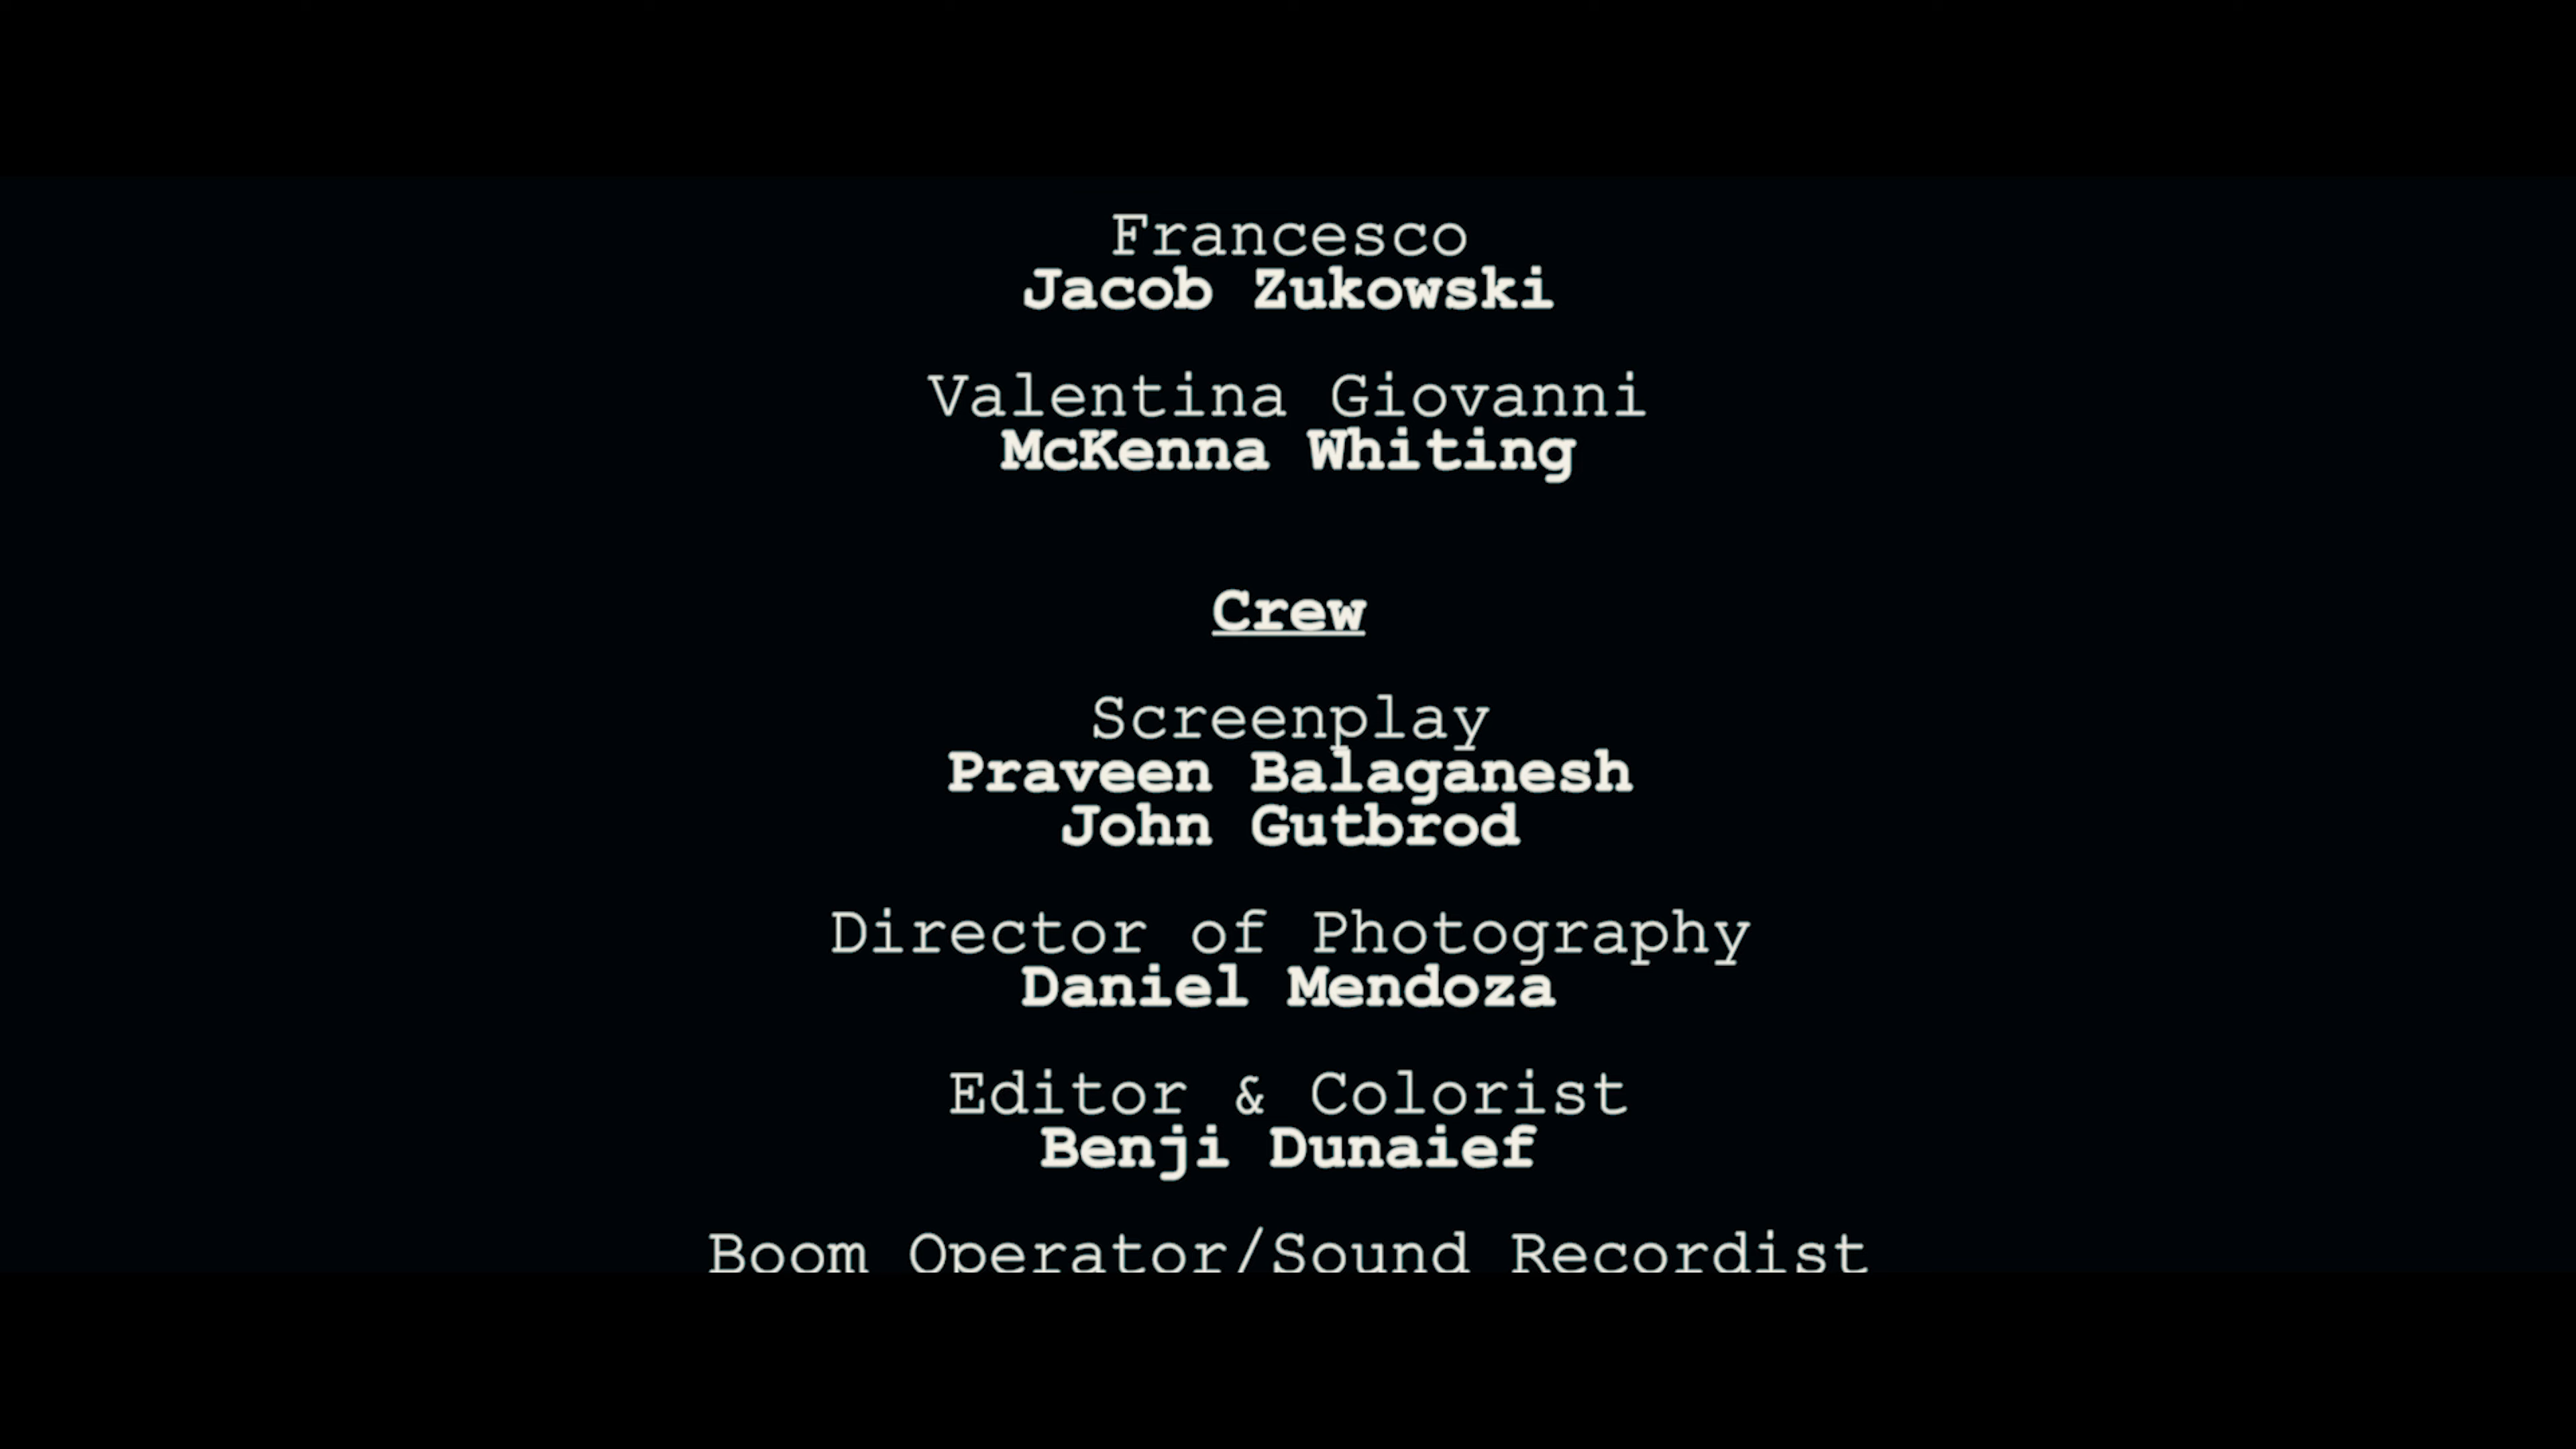 Francesco
Jacob Zukowski
Valentina Giovanni
McKenna Whiting
Crew
Screenplay
Praveen Balaganesh
John Gutbrod
Director of Photography
Daniel Mendoza
Editor & Colorist
Benji Dunaief
Boom Operator/Sound Recordist